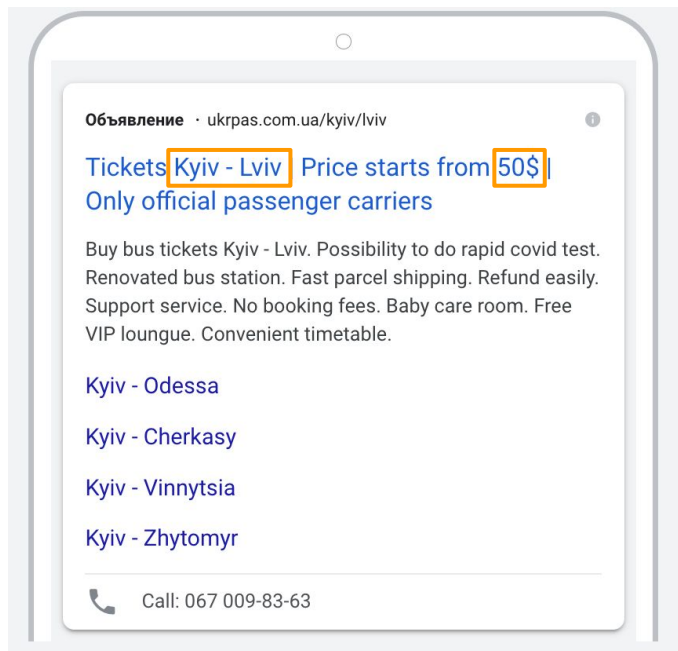 Объявление · ukrpas.com.ua/kyiv/lviv
Tickets Kyiv - Lviv Price starts from 50$ |
Only official passenger carriers
Buy bus tickets Kyiv - Lviv. Possibility to do rapid covid test.
Renovated bus station. Fast parcel shipping. Refund easily.
Support service. No booking fees. Baby care room. Free
VIP loungue. Convenient timetable.
Kyiv - Odessa
Kyiv - Cherkasy
Kyiv - Vinnytsia
Kyiv - Zhytomyr
Call: 067 009-83-63